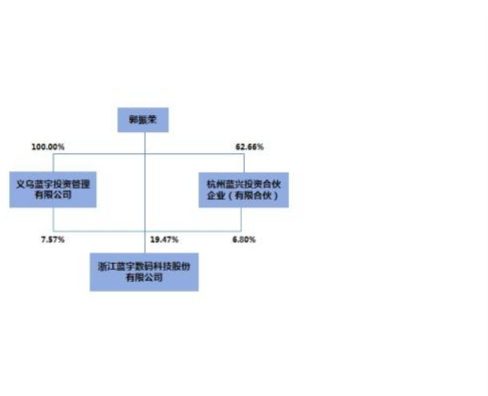 郭振荣
100.00%
62.66%
义乌蓝宇投资管理
有限公司
杭州蓝兴投资合伙
企业（有限合伙）
7.57%
19.47%
6.80%
浙江蓝宇数码科技股份
有限公司